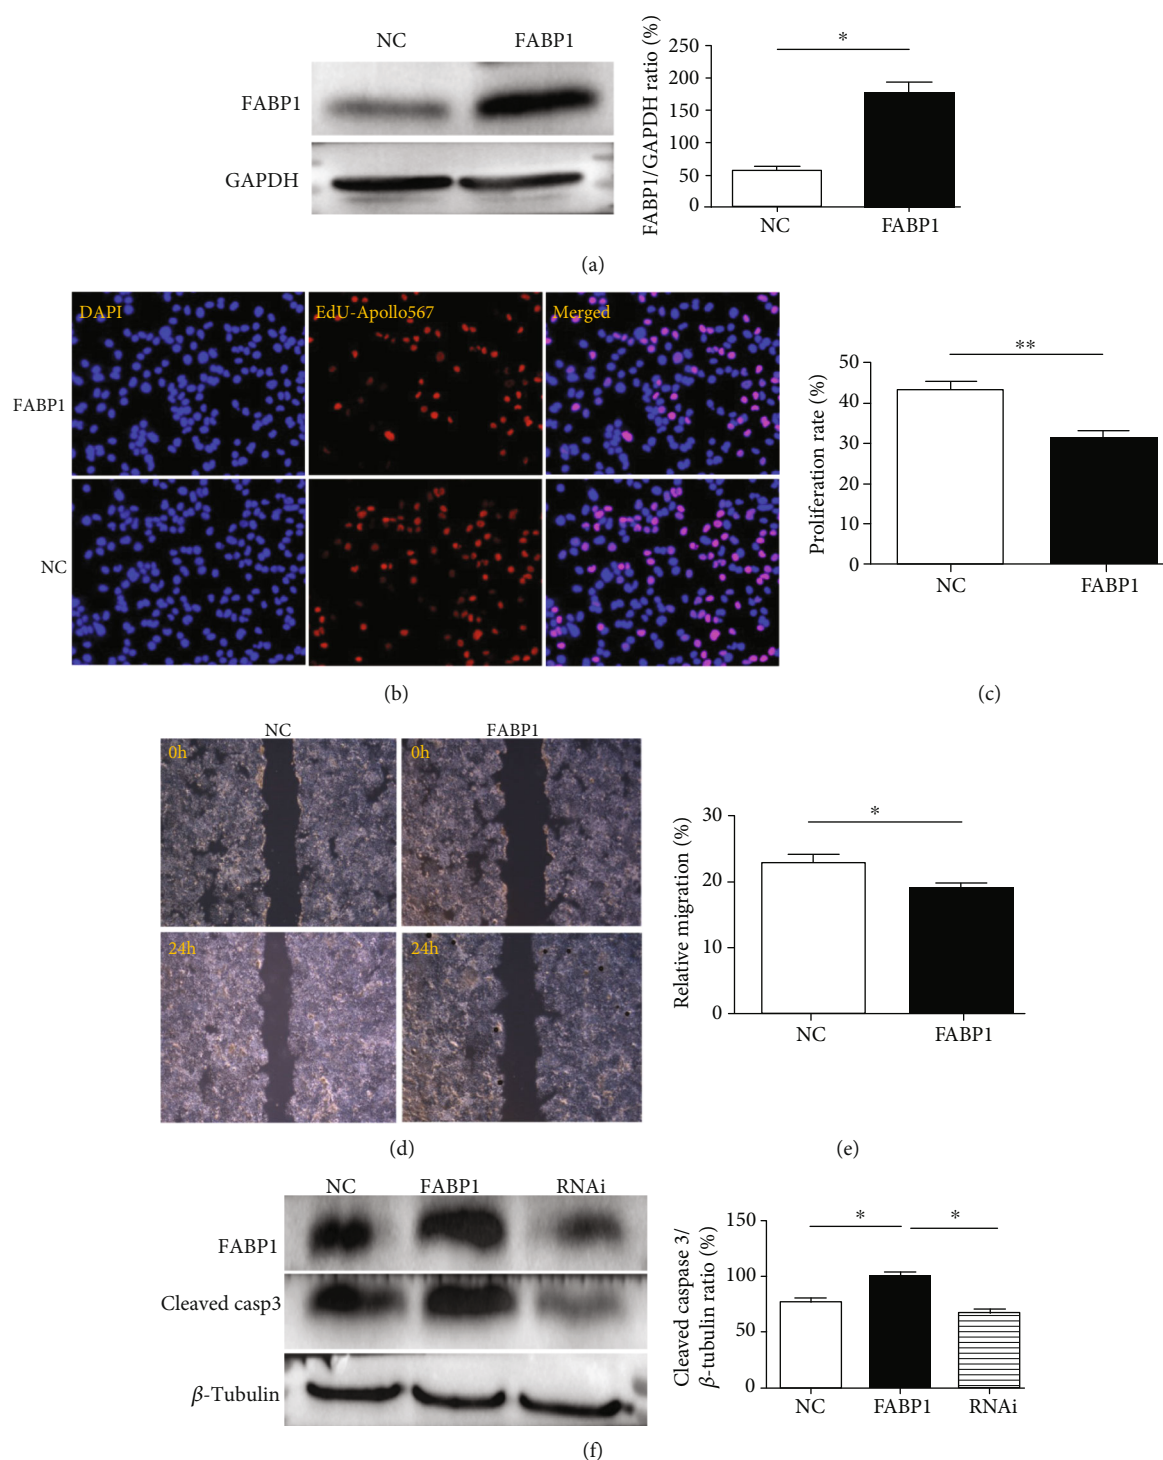 NC FABP1
FABP1
GAPDH
FABP1/GAPDH ratio (%)
250
200
150
100
50
0
*
NC FABP1
(a)
DAPI EdU-Apollo567 Merged
FABP1
NC
(b)
Proliferation rate (%)
50
40
30
20
10
0
**
NC FABP1
(c)
NC FABP1
0h 0h
24h 24h
(d)
Relative migration (%)
30
20
10
0
*
NC FABP1
(e)
NC FABP1 RNAi
FABP1
Cleaved casp3
β-Tubulin
Cleaved caspase 3/
β-tubulin ratio (%)
150
100
50
0
* *
NC FABP1 RNAi
(f)